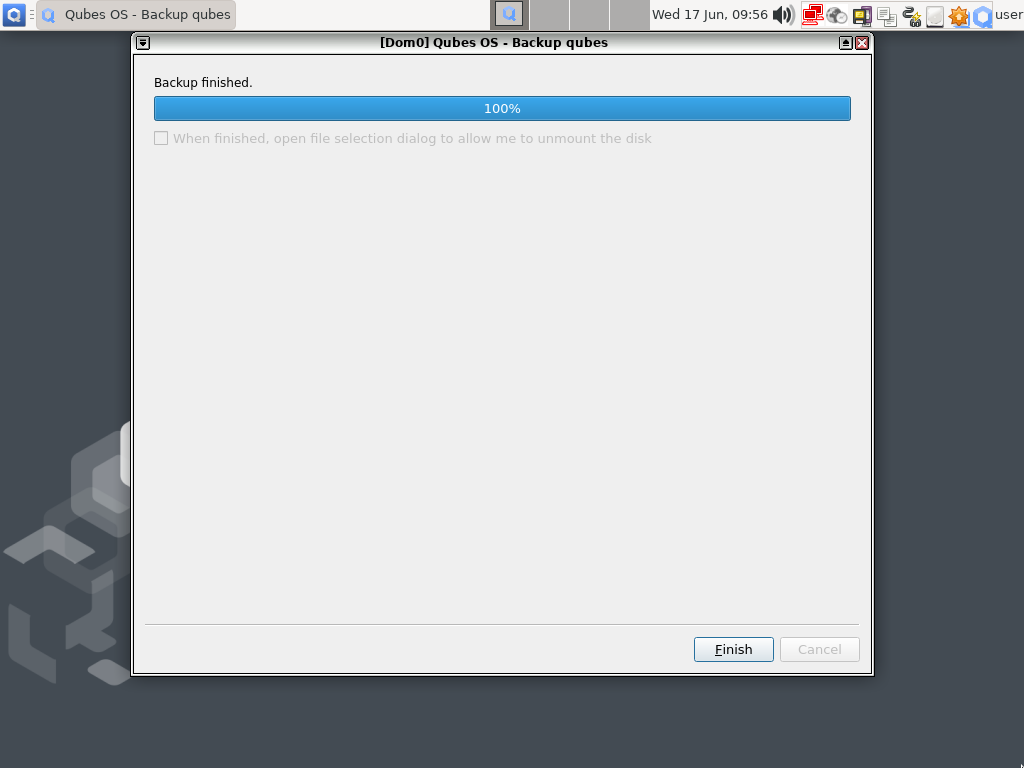 Qubes OS - Backup qubes
Wed 17 Jun, 09:56
user
[Dom0] Qubes OS - Backup qubes
Backup finished.
100%
When finished, open file selection dialog to allow me to unmount the disk
Finish
Cancel